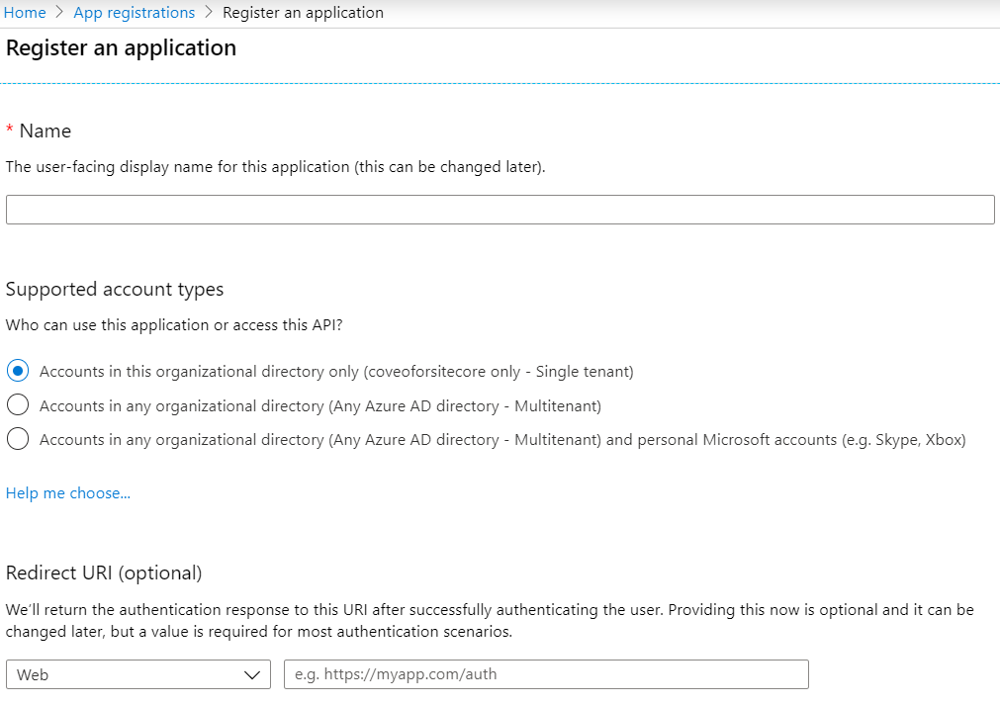 Home > App registrations > Register an application
Register an application
* Name
The user-facing display name for this application (this can be changed later).
Supported account types
Who can use this application or access this API?
Accounts in this organizational directory only (coveoforsitecore only - Single tenant)
Accounts in any organizational directory (Any Azure AD directory - Multitenant)
Accounts in any organizational directory (Any Azure AD directory - Multitenant) and personal Microsoft accounts (e.g. Skype, Xbox)
Help me choose...
Redirect URI (optional)
We'll return the authentication response to this URI after successfully authenticating the user. Providing this now is optional and it can be
changed later, but a value is required for most authentication scenarios.
Web e.g. https://myapp.com/auth